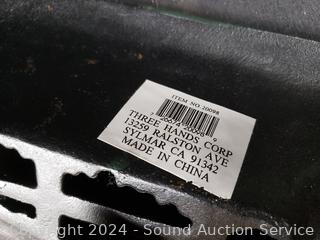 ITEM NO.20098
THREE HANDS CORP
13259 RALSTON AVE
SYLMAR CA 91342
MADE IN CHINA
Copyright 2024 - Sound Auction Service